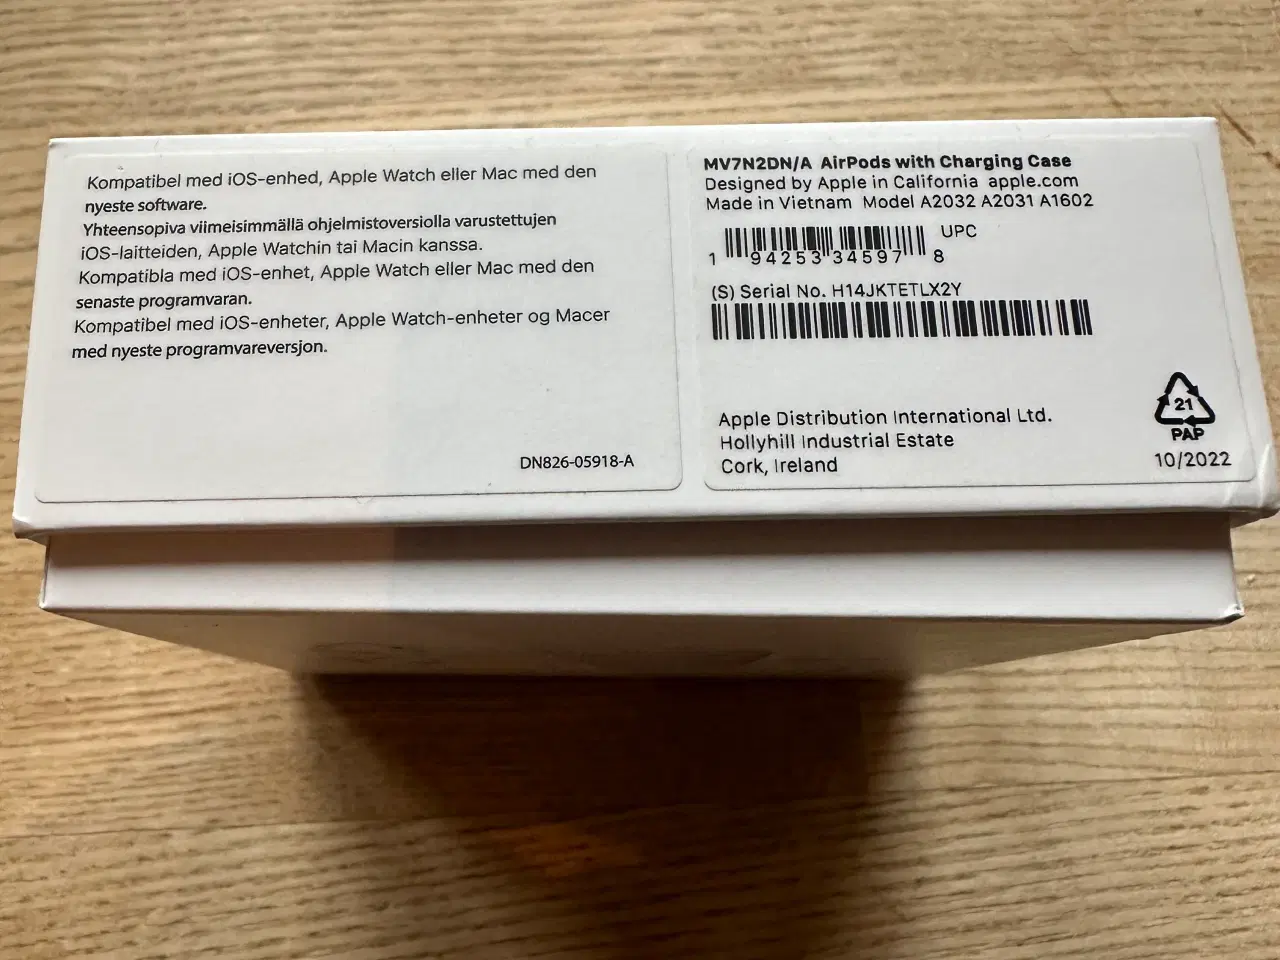 Kompatibel med iOS-enhed, Apple Watch eller Mac med den
nyeste software.
Yhteensopiva viimeisimmällä ohjelmistoversiolla varustettujen
iOS-laitteiden, Apple Watchin tai Macin kanssa.
Kompatibla med iOS-enhet, Apple Watch eller Mac med den
senaste programvaran.
Kompatibel med iOS-enheter, Apple Watch-enheter og Macer
med nyeste programvareversjon.
DN826-05918-A
MV7N2DN/A AirPods with Charging Case
Designed by Apple in California apple.com
Made in Vietnam Model A2032 A2031 A1602
UPC
1 94253 34597 8
(S) Serial No. H14JKTETLX2Y
Apple Distribution International Ltd.
Hollyhill Industrial Estate
Cork, Ireland
21
PAP
10/2022